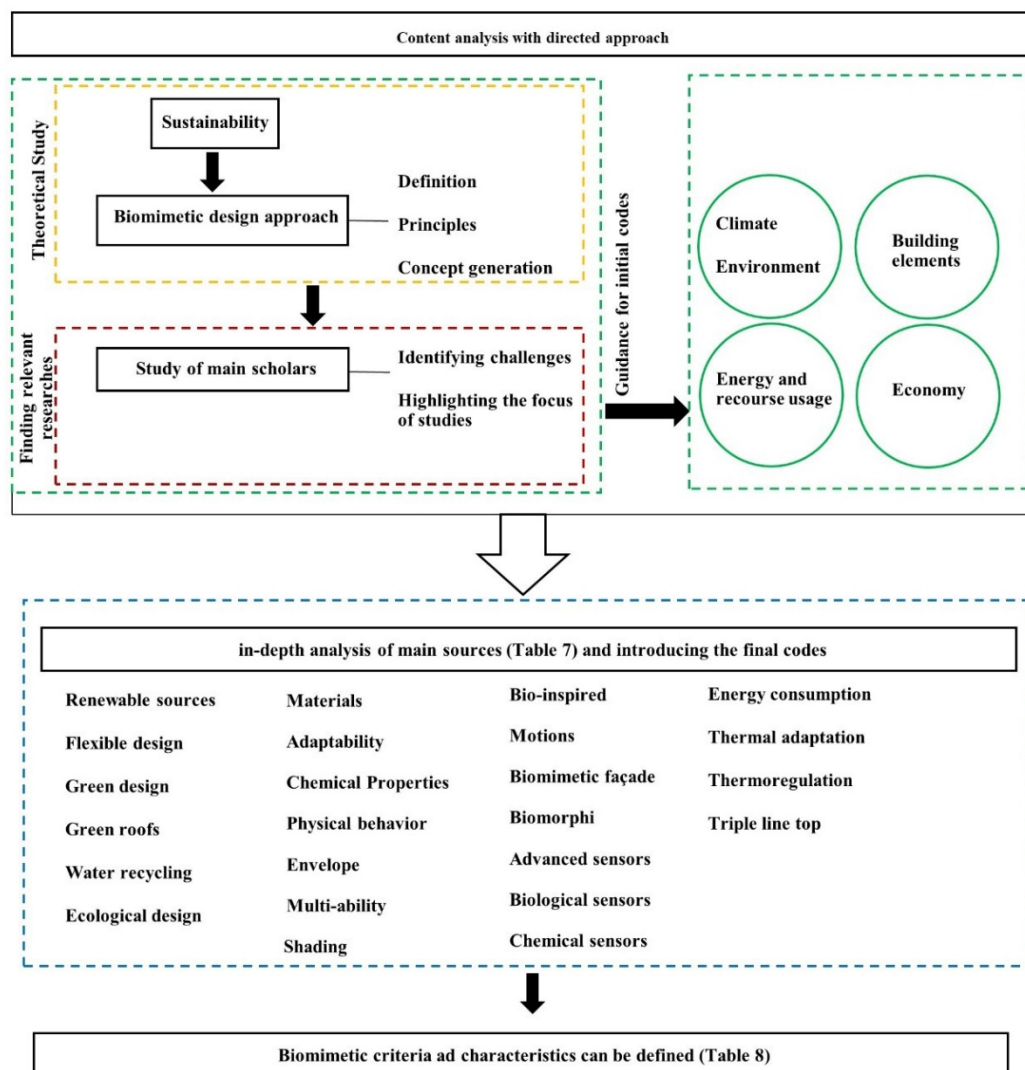 Content analysis with directed approach
Theoretical Study
Sustainability
Biomimetic design approach
Definition
Principles
Concept generation
Finding relevant
researches
Study of main scholars
Identifying challenges
Highlighting the focus
of studies
Guidance for initial codes
Climate
Environment
Building
elements
Energy and
recourse usage
Economy
in-depth analysis of main sources (Table 7) and introducing the final codes
Renewable sources
Flexible design
Green design
Green roofs
Water recycling
Ecological design
Materials
Adaptability
Chemical Properties
Physical behavior
Envelope
Multi-ability
Shading
Bio-inspired
Motions
Biomimetic façade
Biomorphi
Advanced sensors
Biological sensors
Chemical sensors
Energy consumption
Thermal adaptation
Thermoregulation
Triple line top
Biomimetic criteria ad characteristics can be defined (Table 8)